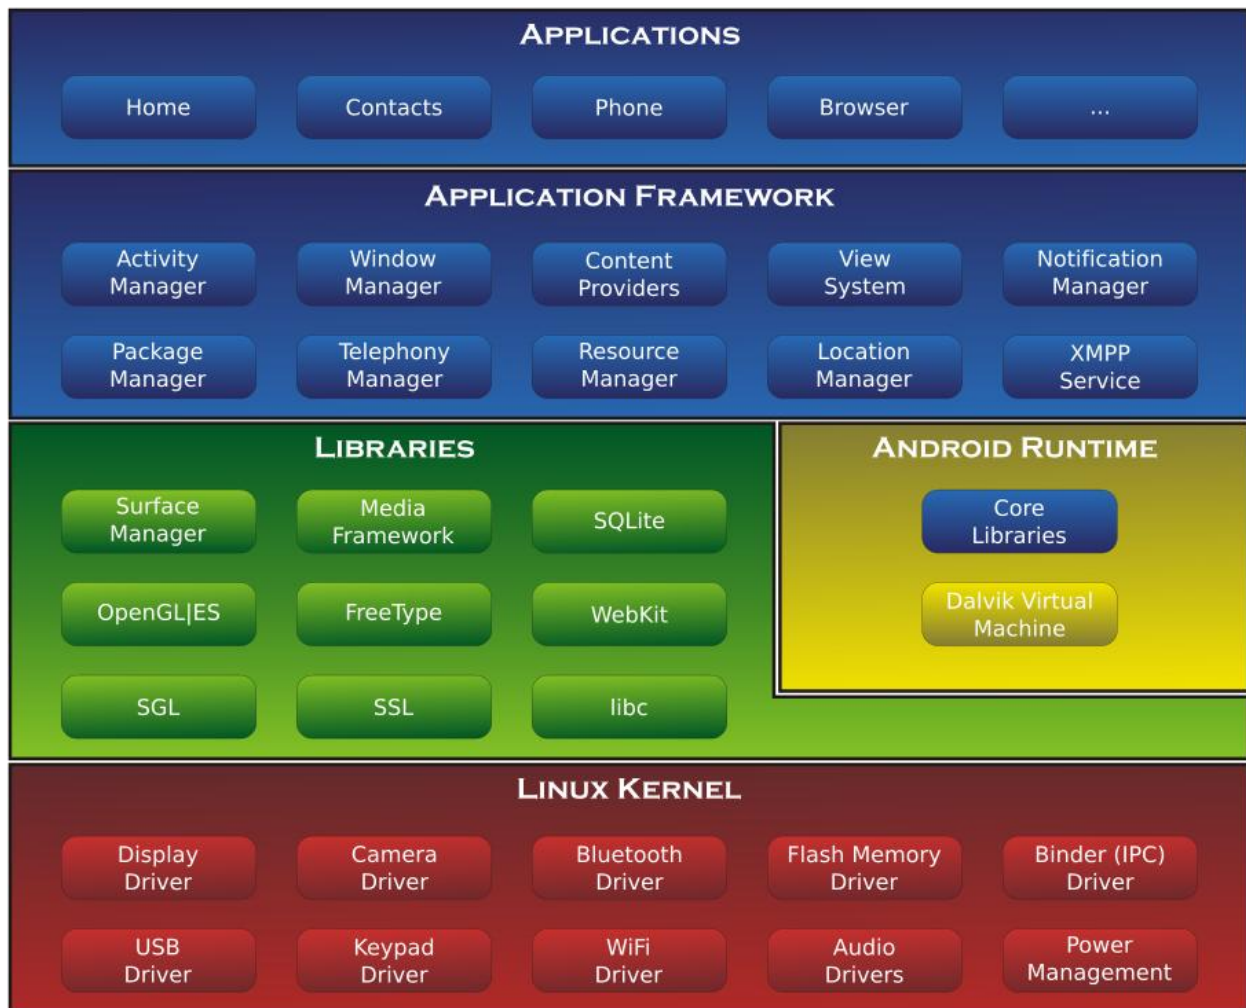 APPLICATIONS
Home
Contacts
Phone
Browser
...
APPLICATION FRAMEWORK
Activity
Manager
Window
Manager
Content
Providers
View
System
Notification
Manager
Package
Manager
Telephony
Manager
Resource
Manager
Location
Manager
XMPP
Service
LIBRARIES
Surface
Manager
Media
Framework
SQLite
OpenGL|ES
FreeType
WebKit
SGL
SSL
libc
ANDROID RUNTIME
Core
Libraries
Dalvik Virtual
Machine
LINUX KERNEL
Display
Driver
Camera
Driver
Bluetooth
Driver
Flash Memory
Driver
Binder (IPC)
Driver
USB
Driver
Keypad
Driver
WiFi
Driver
Audio
Drivers
Power
Management